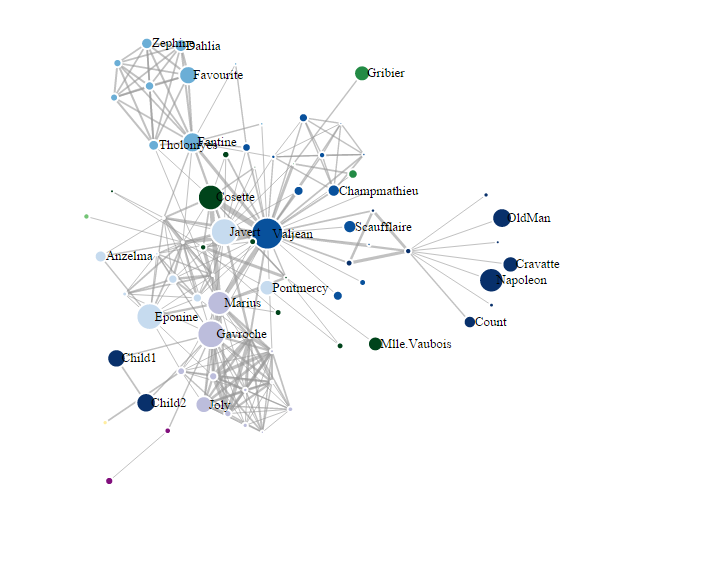 Zephine
Dahlia
Gribier
Favourite
Fantine
Tholomyes
Champmathieu
Cosette
OldMan
Scaufflaire
Javert
Valjean
Anzelma
Cravatte
Napoleon
Pontmercy
Marius
Eponine
Count
Gavroche
Mlle.Vaubois
Child1
Child2
Joly